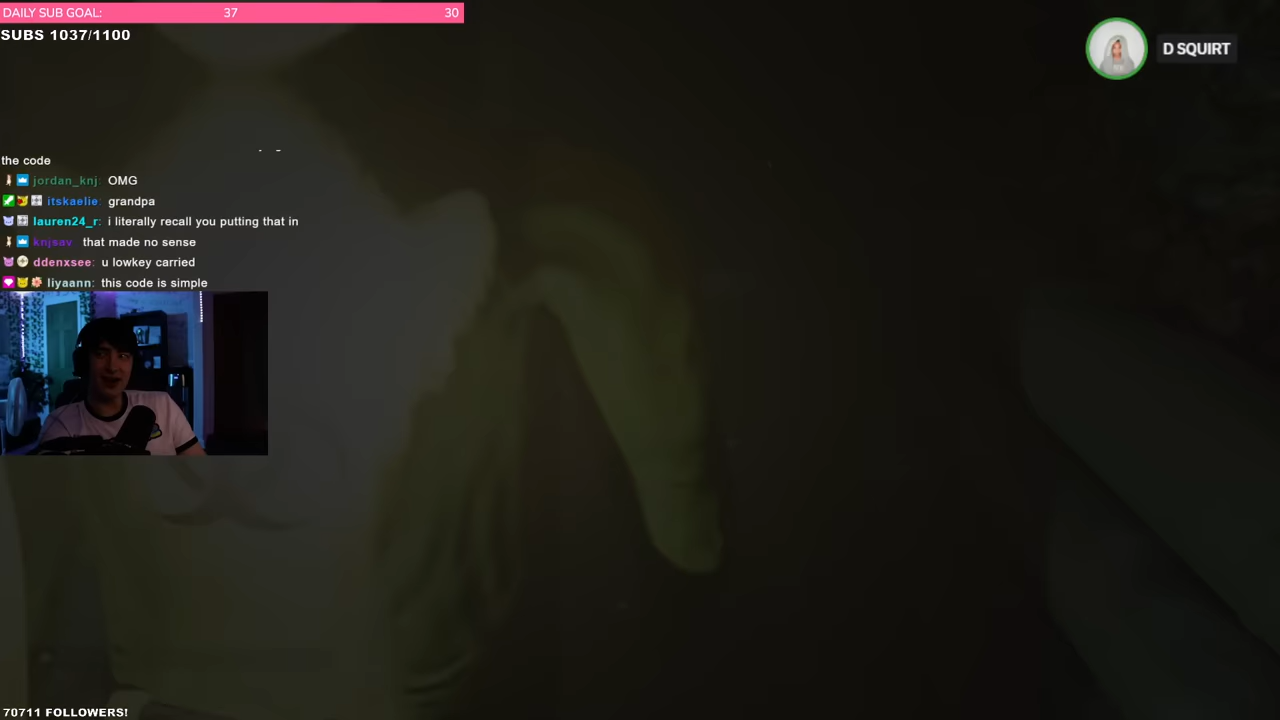 DAILY SUB GOAL: 37 30
SUBS 1037/1100
D SQUIRT
the code
jordan_knj: OMG
itskaelie: grandpa
lauren24_r: i literally recall you putting that in
knjsav: that made no sense
ddenxsee: u lowkey carried
liyaann: this code is simple
70711 FOLLOWERS!